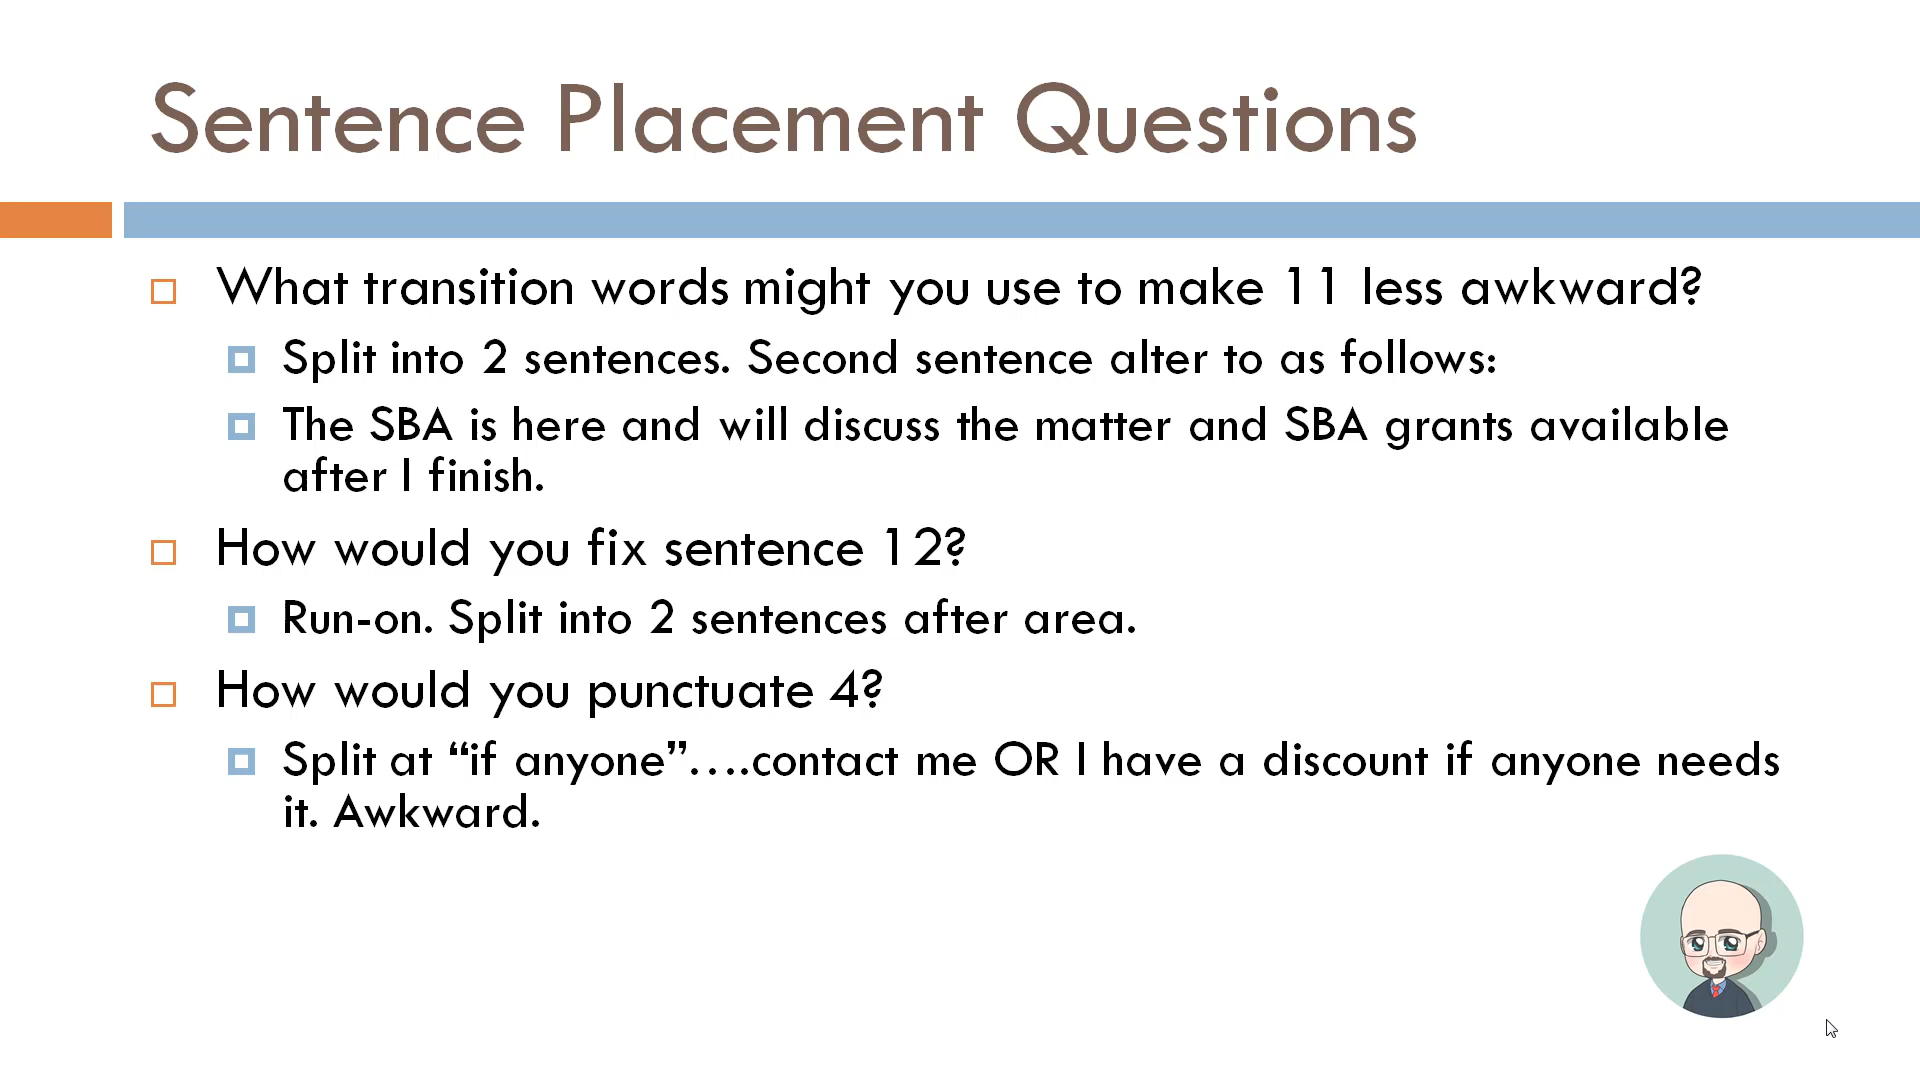 Sentence Placement Questions
What transition words might you use to make 11 less awkward?
Split into 2 sentences. Second sentence alter to as follows:
The SBA is here and will discuss the matter and SBA grants available
after I finish.
How would you fix sentence 12?
Run-on. Split into 2 sentences after area.
How would you punctuate 4?
Split at “if anyone”….contact me OR I have a discount if anyone needs
it. Awkward.